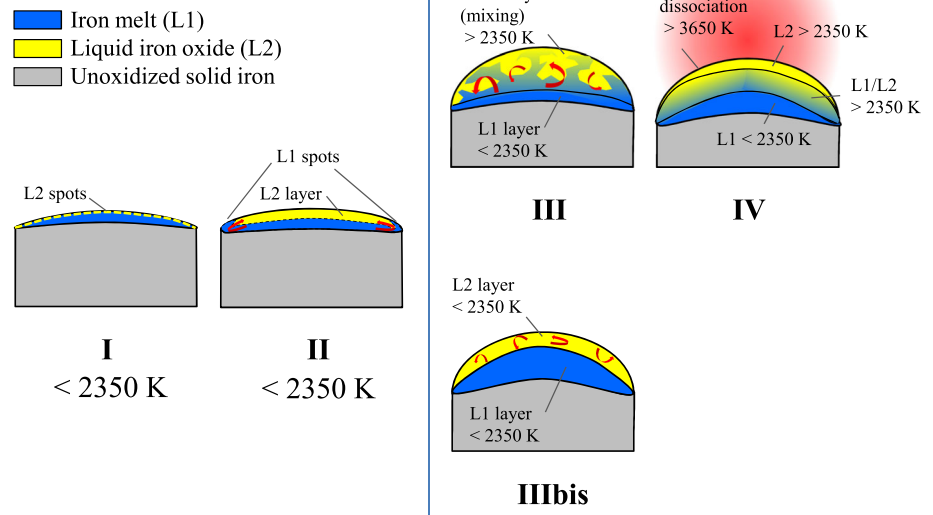 Iron melt (L1)
Liquid iron oxide (L2)
Unoxidized solid iron
L2 spots
L1 spots
L2 layer
I
< 2350 K
II
< 2350 K
(mixing)
> 2350 K
L1 layer
< 2350 K
III
dissociation
> 3650 K
L2 > 2350 K
L1/L2
> 2350 K
L1 < 2350 K
IV
L2 layer
< 2350 K
L1 layer
< 2350 K
IIIbis